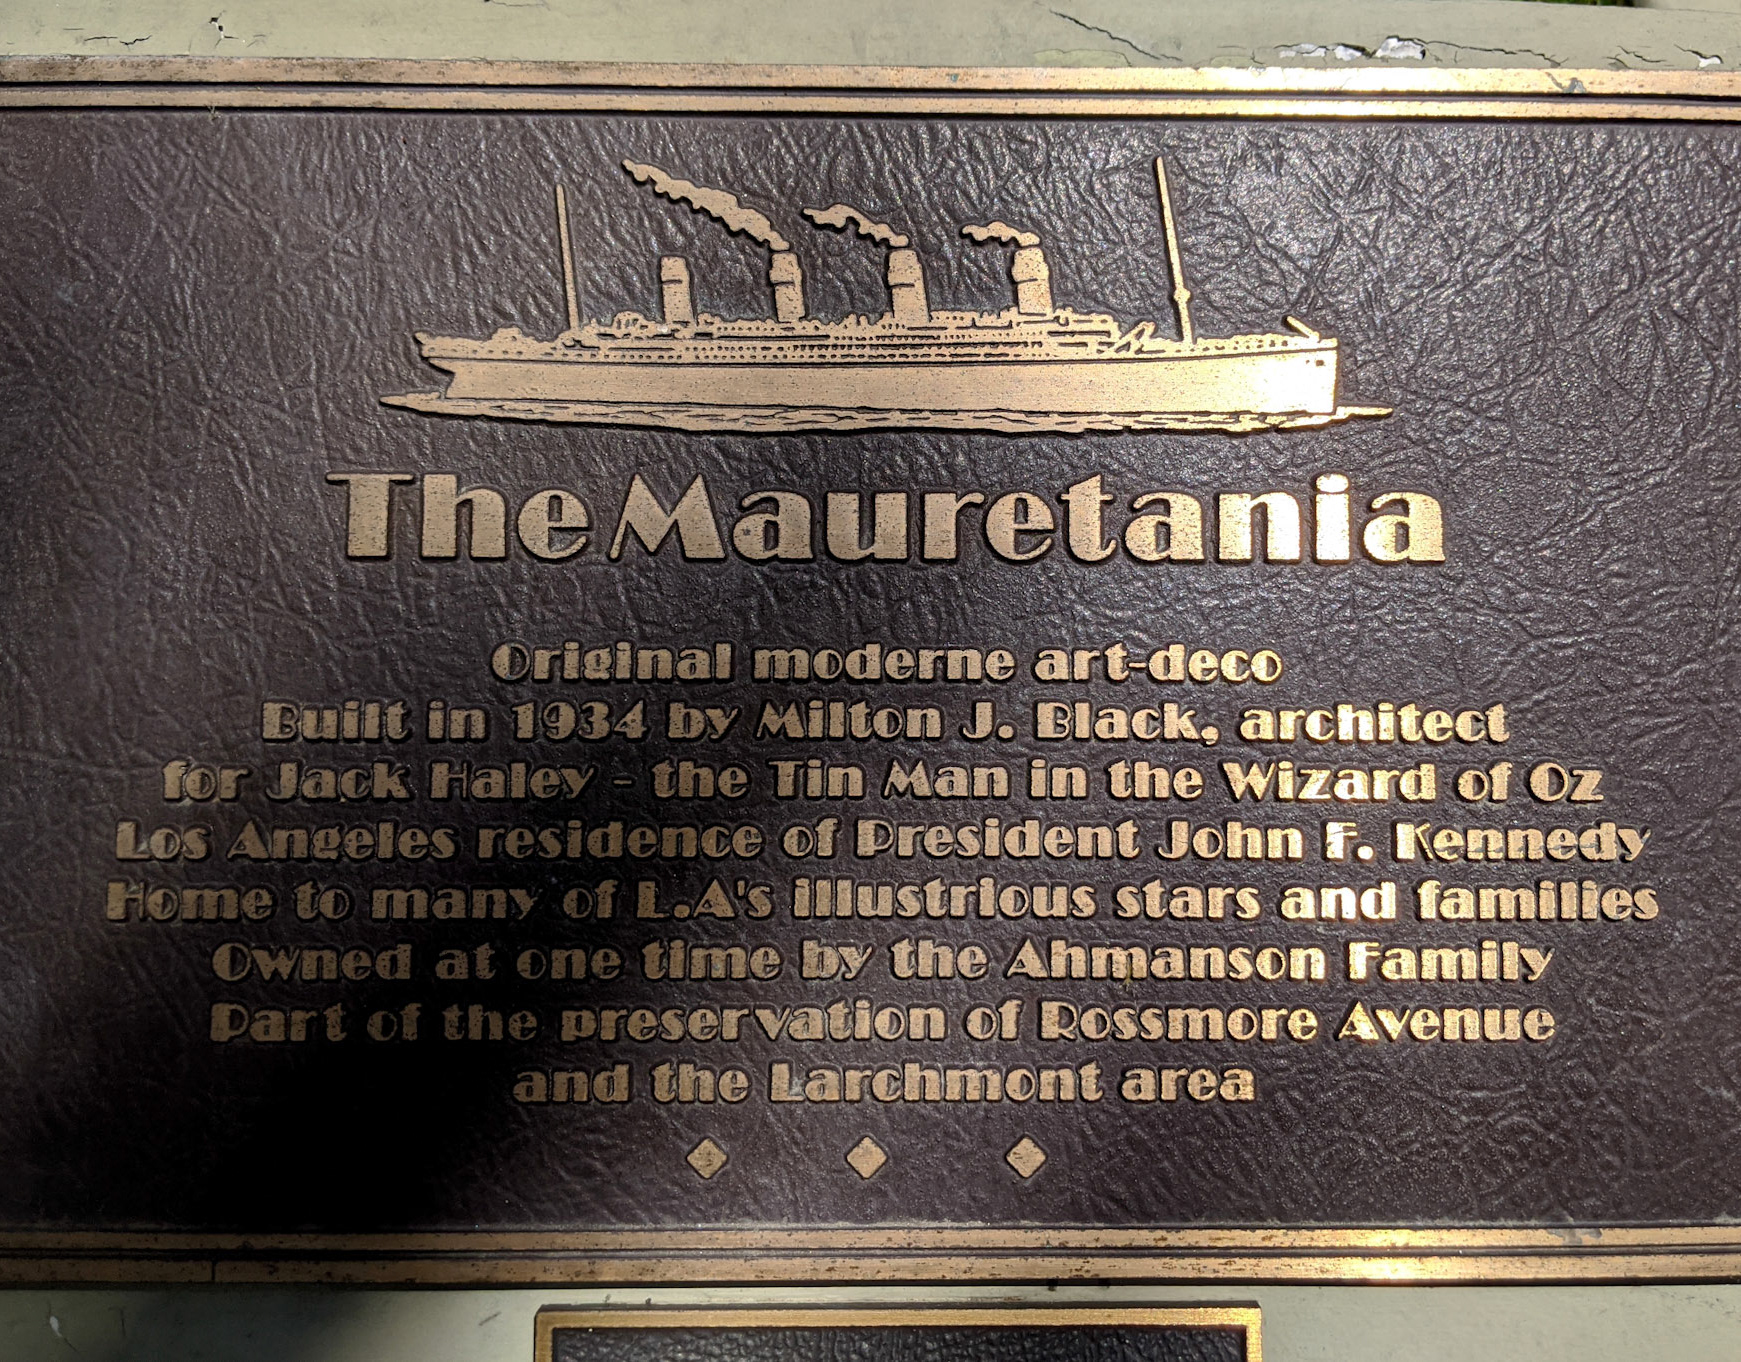 The Mauretania
Original moderne art-deco
Built in 1934 by Milton J. Black, architect
for Jack Haley - the Tin Man in the Wizard of Oz
Los Angeles residence of President John F. Kennedy
Home to many of L.A's illustrious stars and families
Owned at one time by the Ahmanson Family
Part of the preservation of Rossmore Avenue
and the Larchmont area